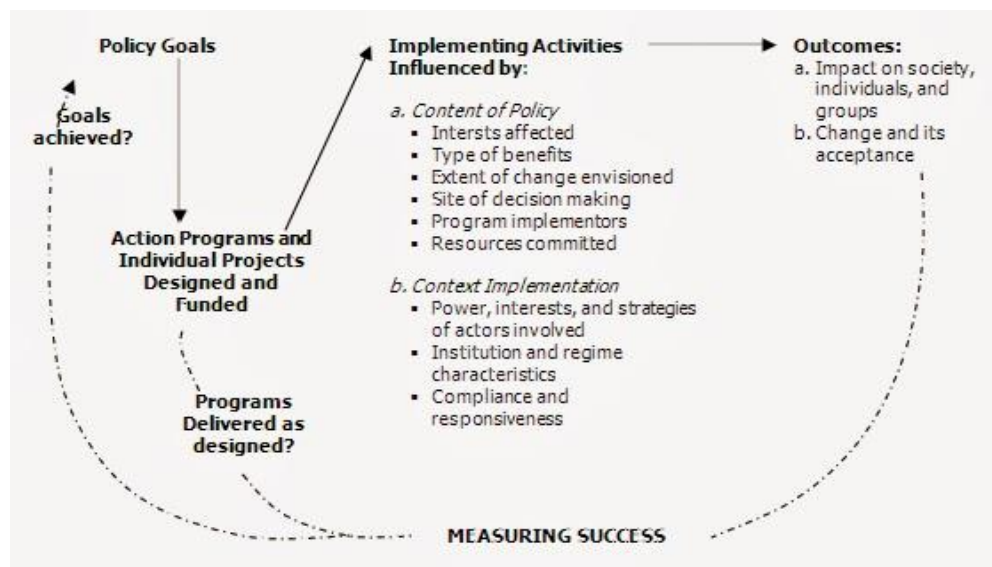 Policy Goals
Goals
achieved?
Action Programs and
Individual Projects
Designed and
Funded
Programs
Delivered as
designed?
Implementing Activities
Influenced by:
a. Content of Policy
▪ Intersts affected
▪ Type of benefits
▪ Extent of change envisioned
▪ Site of decision making
▪ Program implementors
▪ Resources committed
b. Context Implementation
▪ Power, interests, and strategies
of actors involved
▪ Institution and regime
characteristics
▪ Compliance and
responsiveness
Outcomes:
a. Impact on society,
individuals, and
groups
b. Change and its
acceptance
MEASURING SUCCESS